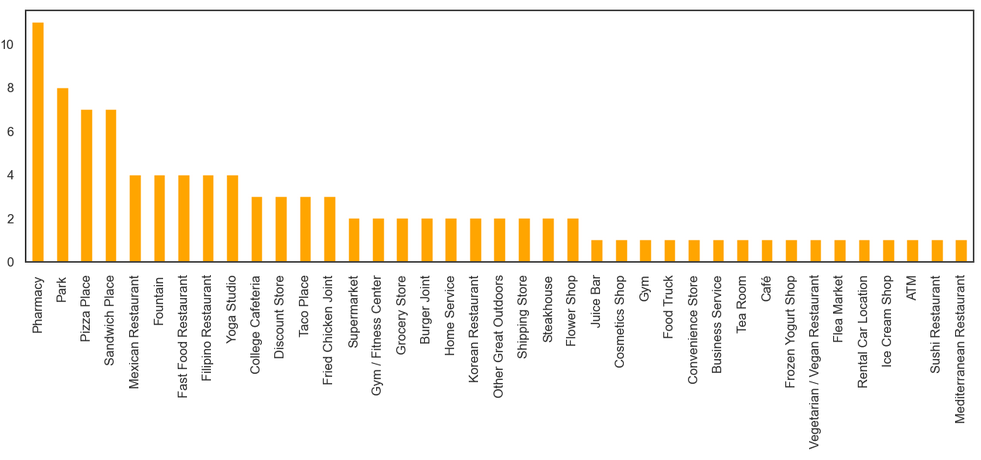 10
8
6
4
2
0
Pharmacy
Park
Pizza Place
Sandwich Place
Mexican Restaurant
Fountain
Fast Food Restaurant
Filipino Restaurant
Yoga Studio
College Cafeteria
Discount Store
Taco Place
Fried Chicken Joint
Supermarket
Gym / Fitness Center
Grocery Store
Burger Joint
Home Service
Korean Restaurant
Other Great Outdoors
Shipping Store
Steakhouse
Flower Shop
Juice Bar
Cosmetics Shop
Gym
Food Truck
Convenience Store
Business Service
Tea Room
Café
Frozen Yogurt Shop
Vegetarian / Vegan Restaurant
Flea Market
Rental Car Location
Ice Cream Shop
ATM
Sushi Restaurant
Mediterranean Restaurant